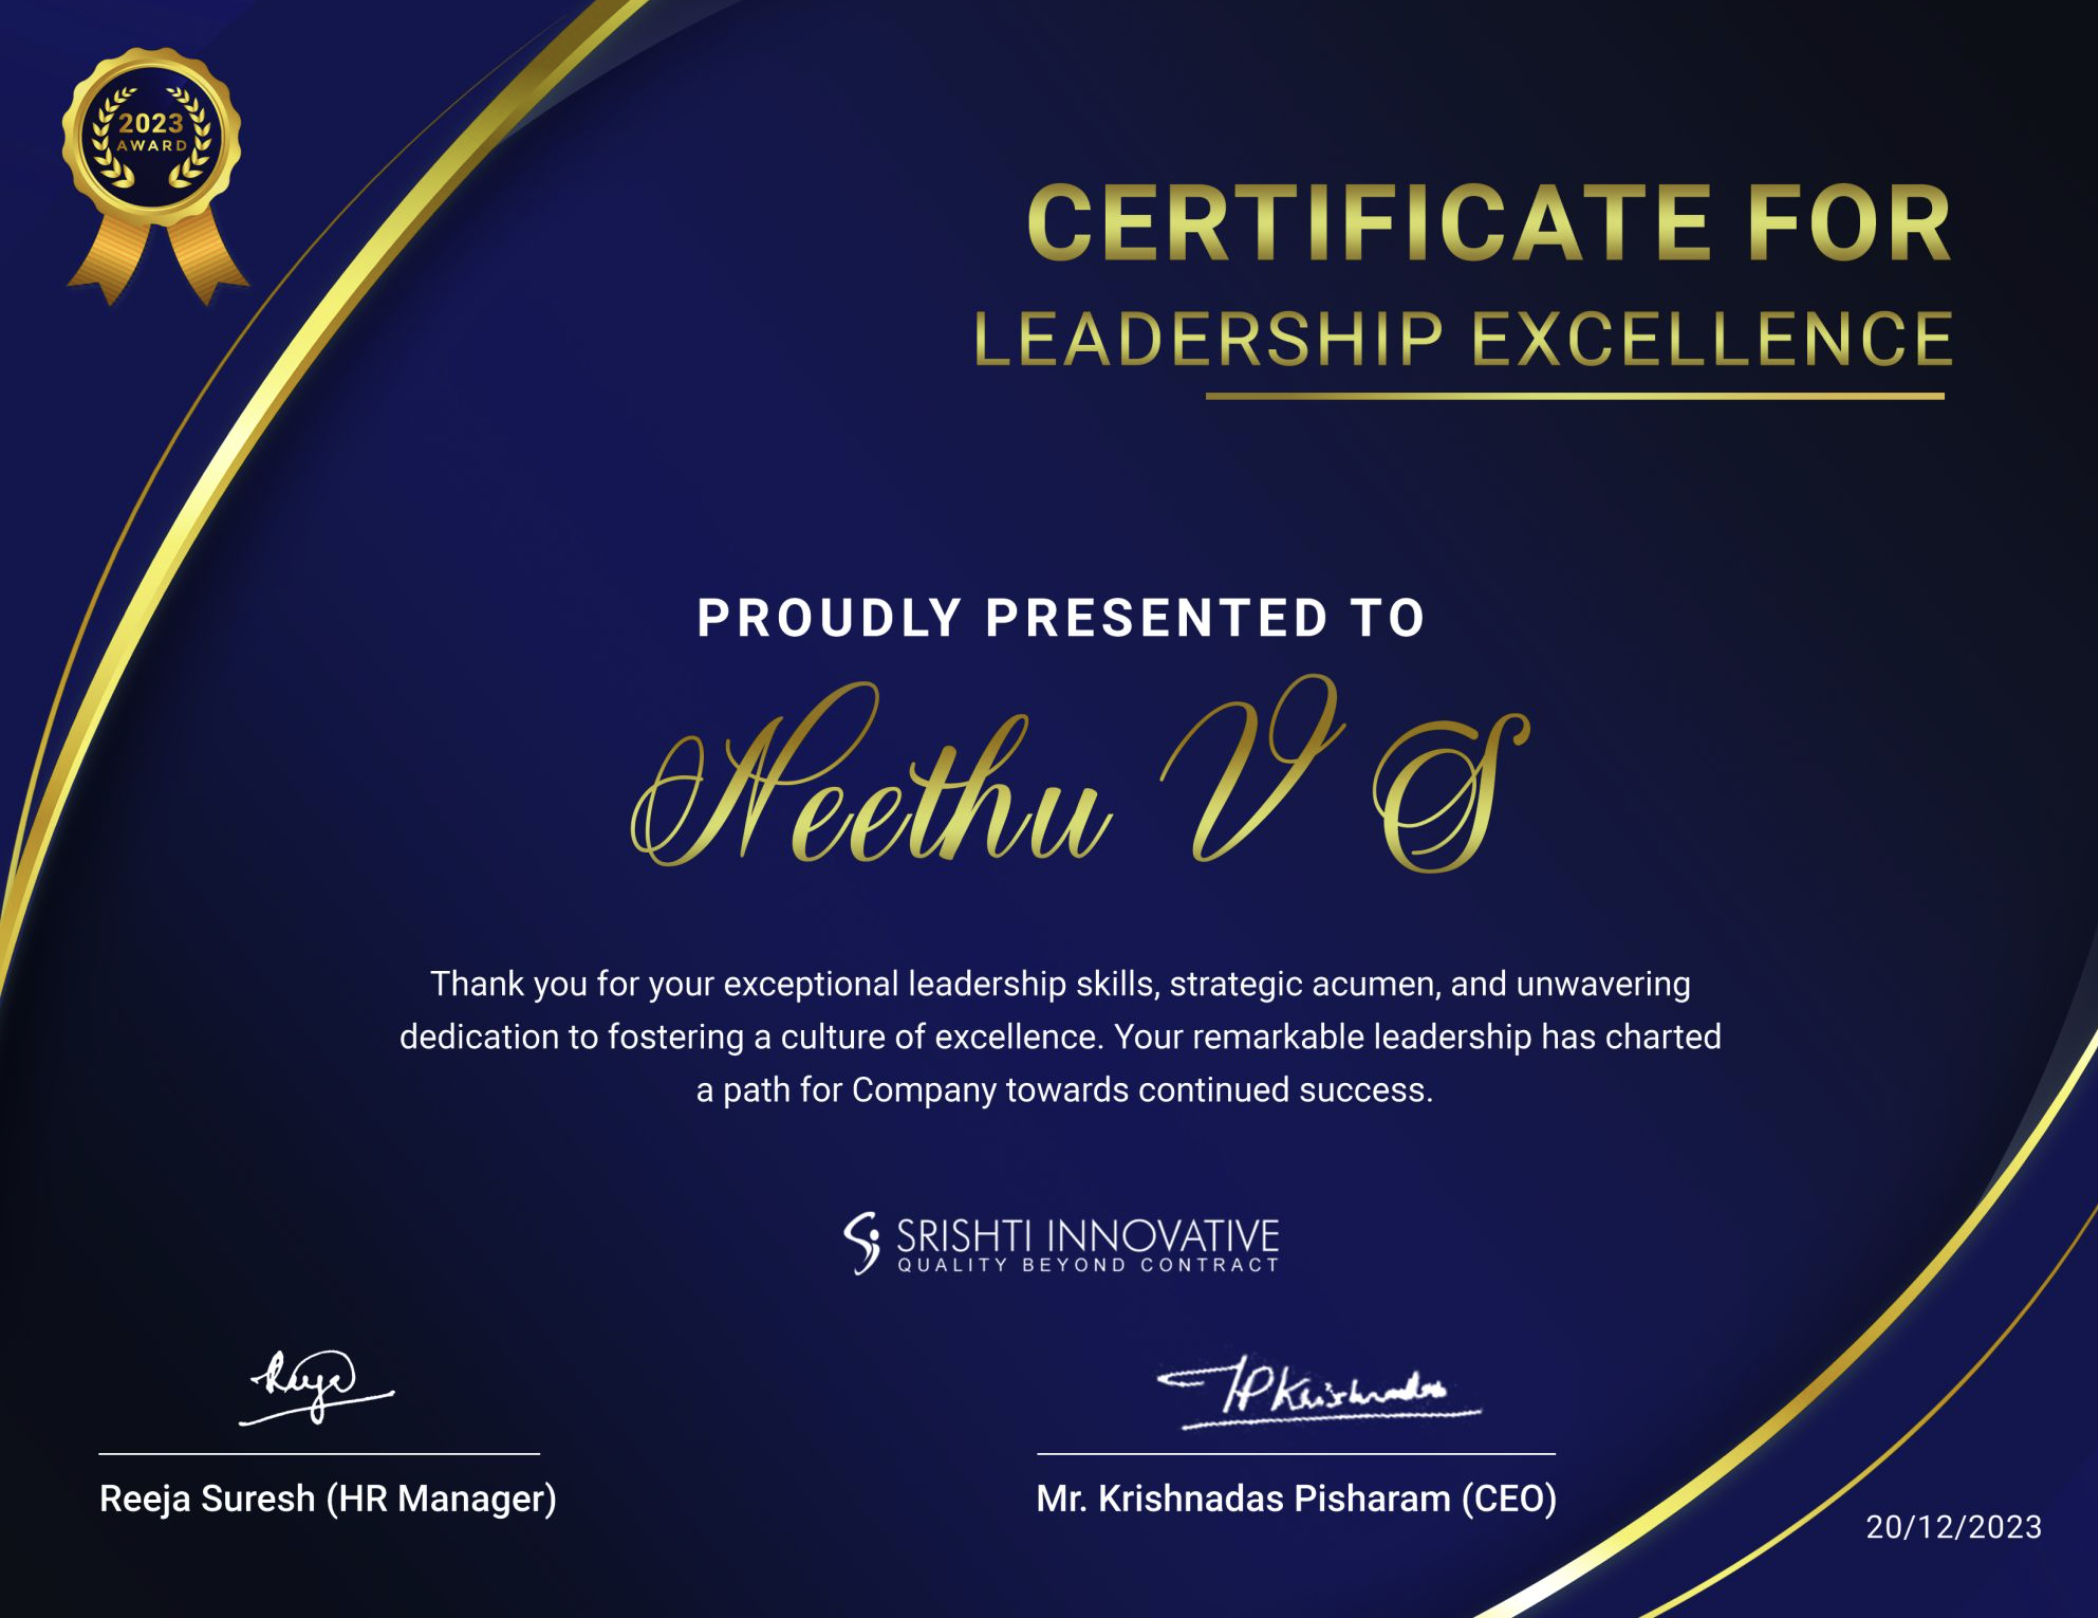 2023
AWARD
CERTIFICATE FOR
LEADERSHIP EXCELLENCE
PROUDLY PRESENTED TO
Neethu V S
Thank you for your exceptional leadership skills, strategic acumen, and unwavering
dedication to fostering a culture of excellence. Your remarkable leadership has charted
a path for Company towards continued success.
SRISHTI INNOVATIVE
QUALITY BEYOND CONTRACT
Reeja
Reeja Suresh (HR Manager)
Mr. Krishnadas Pisharam (CEO)
20/12/2023